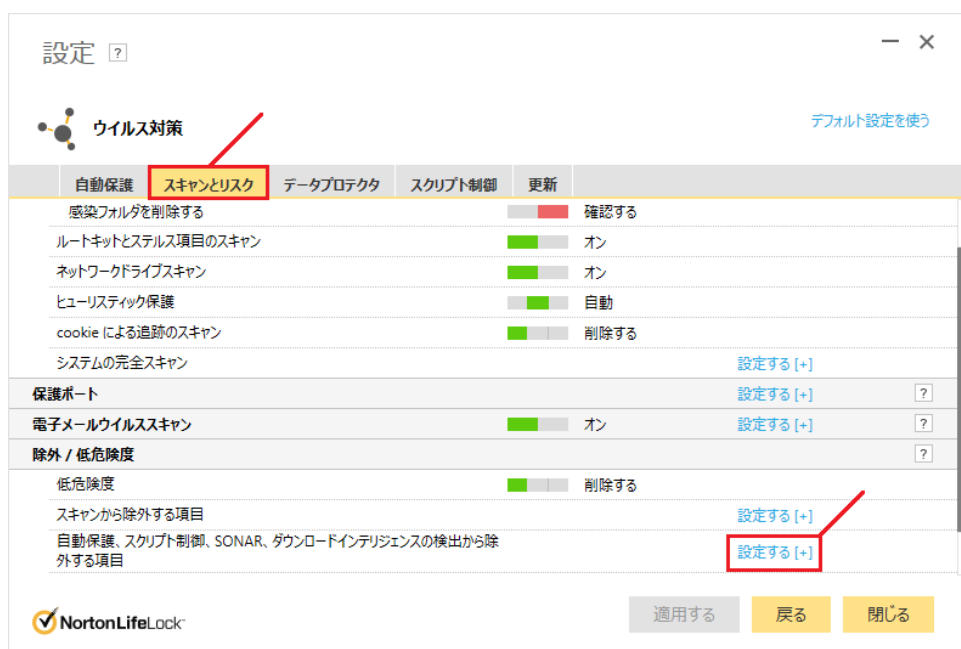 設定 ?
ウイルス対策
デフォルト設定を使う
自動保護 スキャンとリスク データプロテクタ スクリプト制御 更新
感染フォルダを削除する 確認する
ルートキットとステルス項目のスキャン オン
ネットワークドライブスキャン オン
ヒューリスティック保護 自動
cookie による追跡のスキャン 削除する
システムの完全スキャン 設定する [+]
保護ポート 設定する [+] ?
電子メールウイルススキャン オン 設定する [+] ?
除外 / 低危険度 ?
低危険度 削除する
スキャンから除外する項目 設定する [+]
自動保護、スクリプト制御、SONAR、ダウンロードインテリジェンスの検出から除
外する項目 設定する [+]
NortonLifeLock 適用する 戻る 閉じる